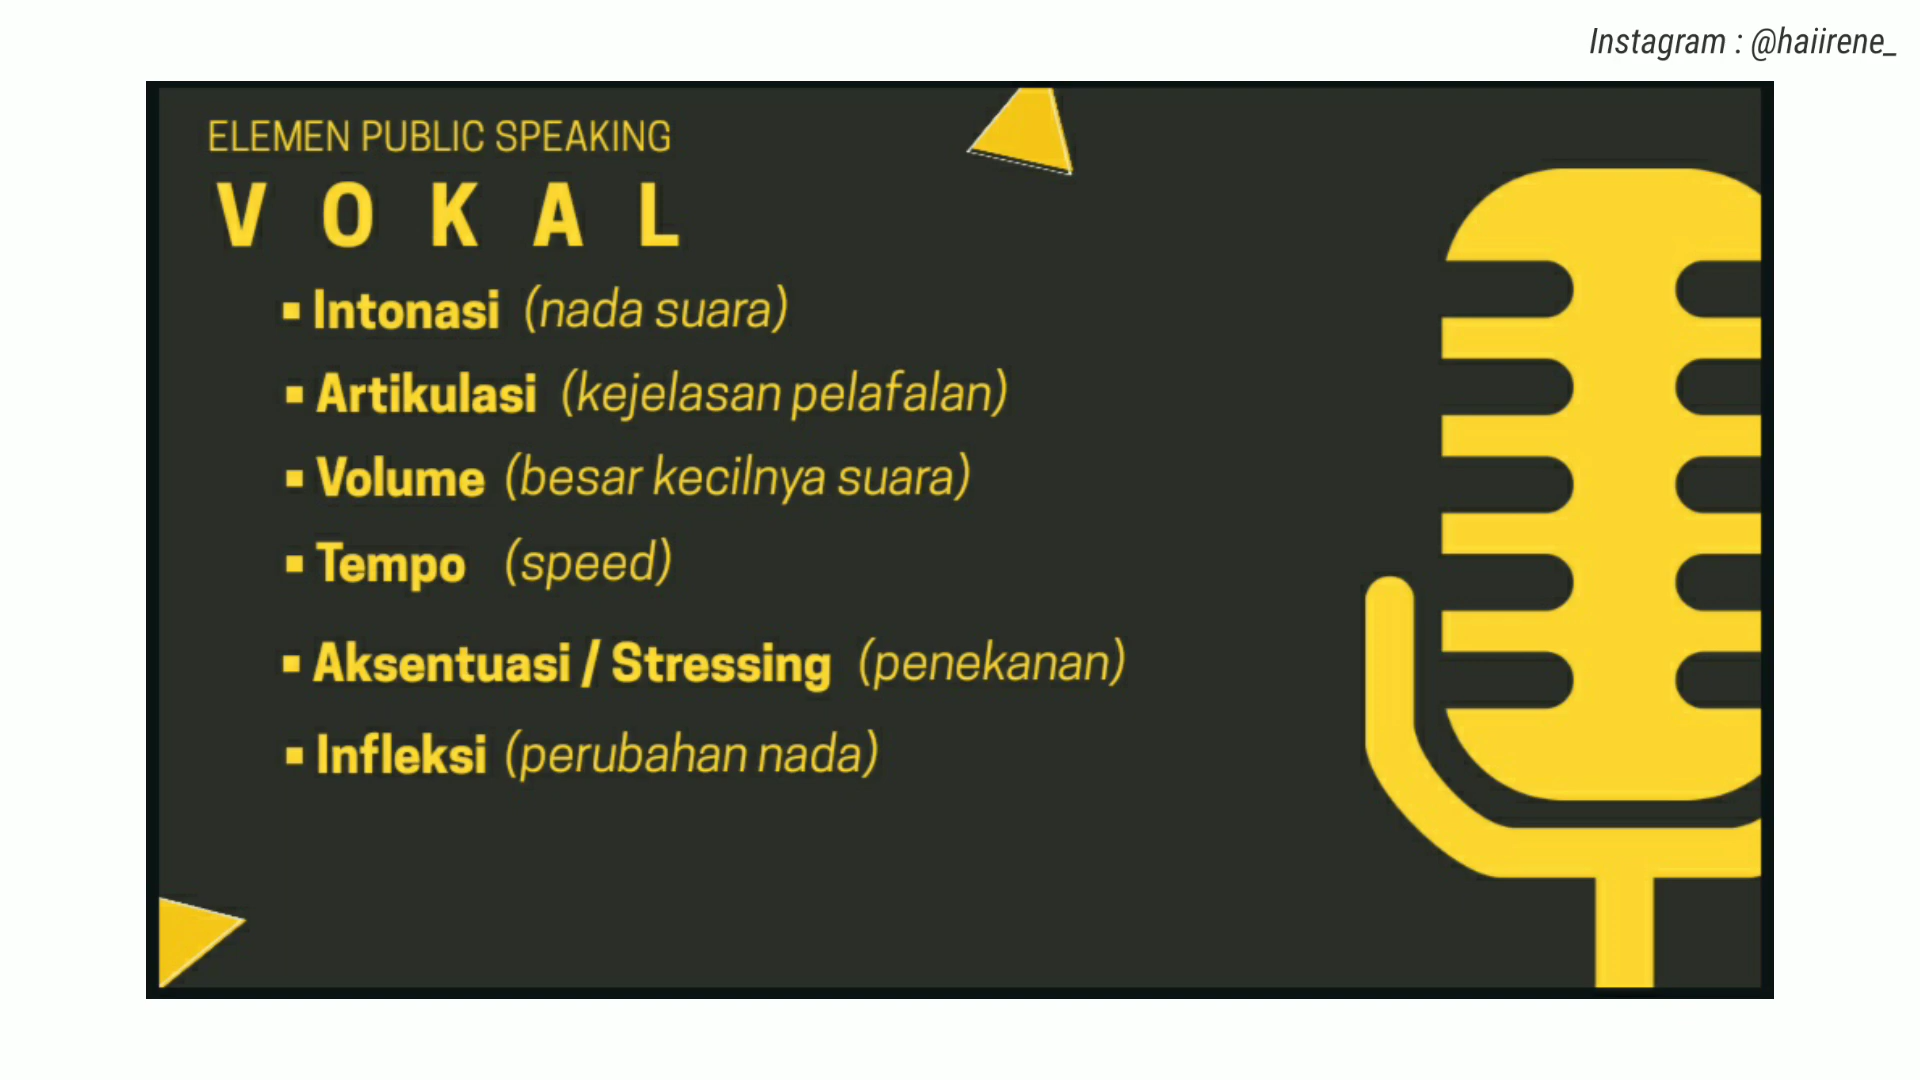 Instagram : @haiirene_
ELEMEN PUBLIC SPEAKING
V O K A L
▪ Intonasi (nada suara)
▪ Artikulasi (kejelasan pelafalan)
▪ Volume (besar kecilnya suara)
▪ Tempo (speed)
▪ Aksentuasi / Stressing (penekanan)
▪ Infleksi (perubahan nada)